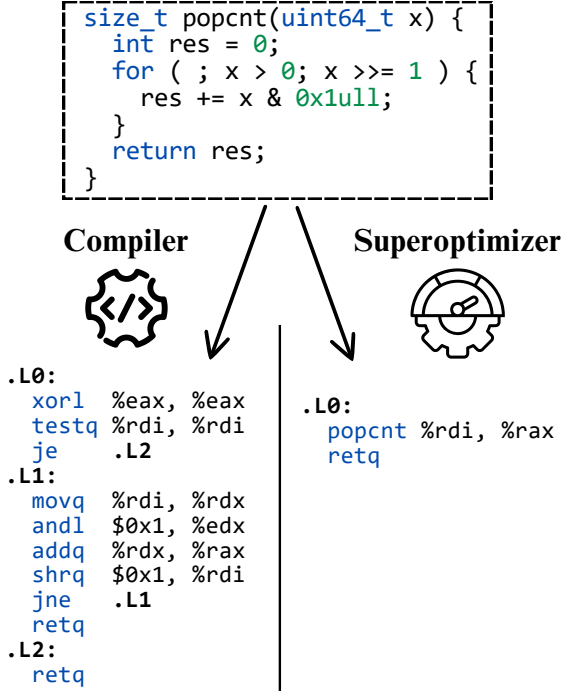 size_t popcnt(uint64_t x) {
int res = 0;
for ( ; x > 0; x >>= 1 ) {
res += x & 0x1ull;
}
return res;
}
Compiler
</>
.L0:
xorl %eax, %eax
testq %rdi, %rdi
je .L2
.L1:
movq %rdi, %rdx
andl $0x1, %edx
addq %rdx, %rax
shrq $0x1, %rdi
jne .L1
retq
.L2:
retq
Superoptimizer
.L0:
popcnt %rdi, %rax
retq